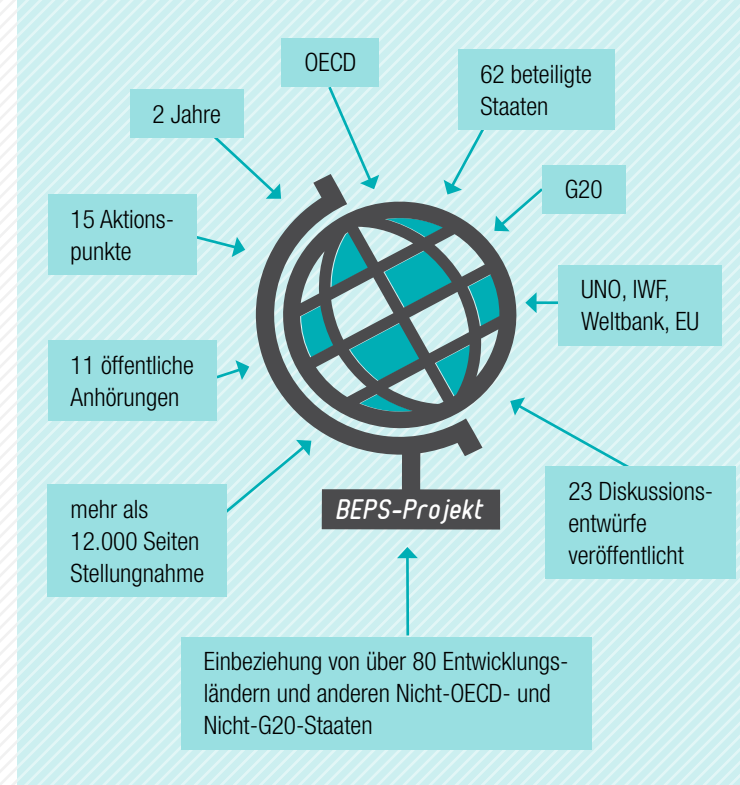 OECD
62 beteiligte
Staaten
2 Jahre
G20
15 Aktions-
punkte
UNO, IWF,
Weltbank, EU
11 öffentliche
Anhörungen
mehr als
12.000 Seiten
Stellungnahme
BEPS-Projekt
23 Diskussions-
entwürfe
veröffentlicht
Einbeziehung von über 80 Entwicklungs-
ländern und anderen Nicht-OECD- und
Nicht-G20-Staaten